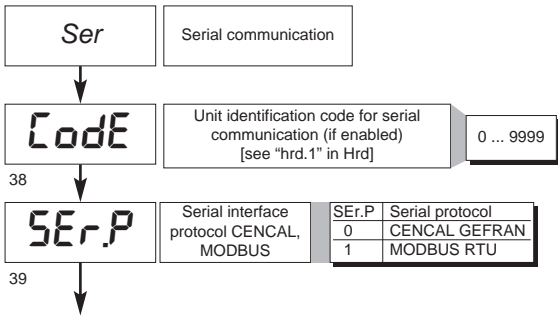 Ser
Serial communication
CodE
Unit identification code for serial
communication (if enabled)
[see “hrd.1” in Hrd]
0 ... 9999
38
SEr.P
Serial interface
protocol CENCAL,
MODBUS
SEr.P Serial protocol
0 CENCAL GEFRAN
1 MODBUS RTU
39